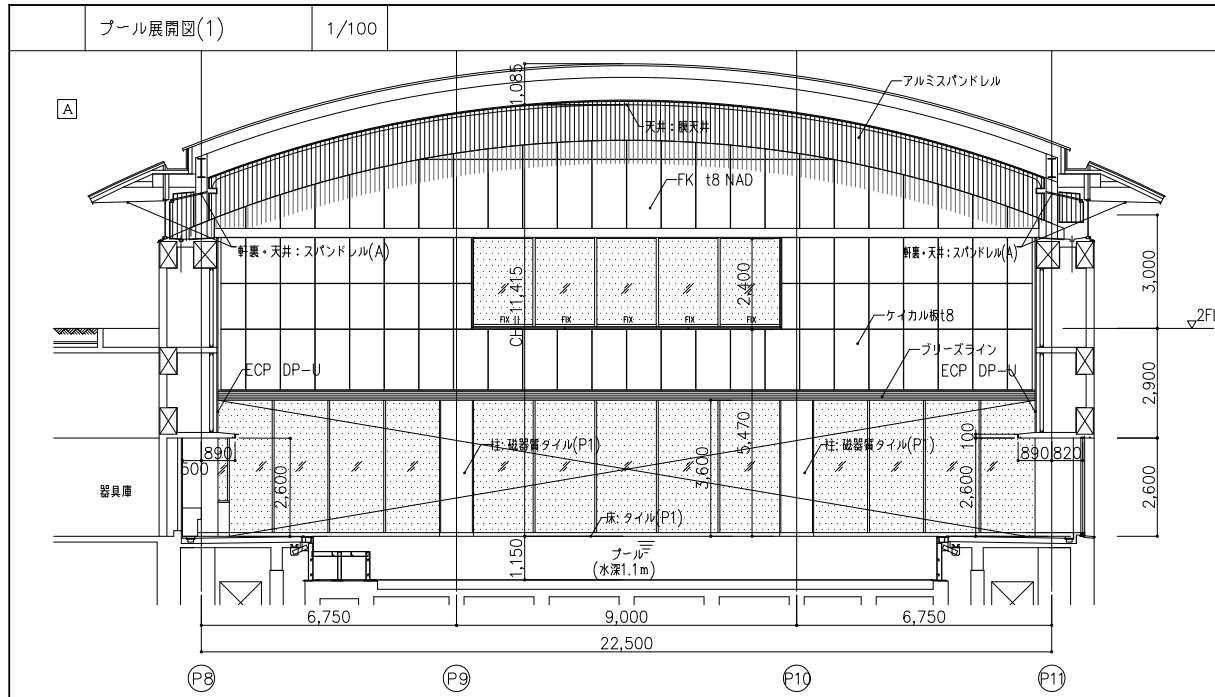 プール展開図(1)
1/100
A
1,085
アルミスパンドレル
天井：膜天井
FK t8 NAD
軒裏・天井：スパンドレル(A)
軒裏・天井：スパンドレル(A)
CH=11,415
2,400
3,000
FIX
FIX
FIX
FIX
FIX
ケイカル板t8
2FL
ブリーズライン
ECP DP-U
ECP DP-U
2,900
柱：磁器質タイル(P1)
柱：磁器質タイル(P1)
5,470
3,600
100
890
500
890
820
2,600
2,600
2,600
器具庫
床：タイル(P1)
プール
(水深1.1m)
1,150
6,750
9,000
6,750
22,500
P8
P9
P10
P11